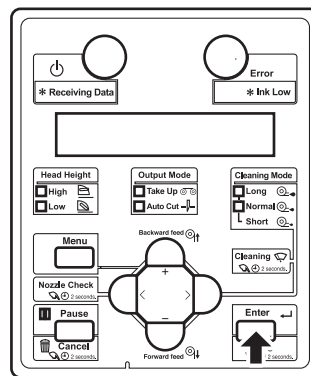 Error
* Receiving Data
* Ink Low
Head Height
High
Low
Output Mode
Take Up
Auto Cut
Cleaning Mode
Long
Normal
Short
Menu
Backward feed
Cleaning
2 seconds.
Nozzle Check
2 seconds.
+
< >
−
Pause
Cancel
2 seconds.
Forward feed
Enter
2 seconds.